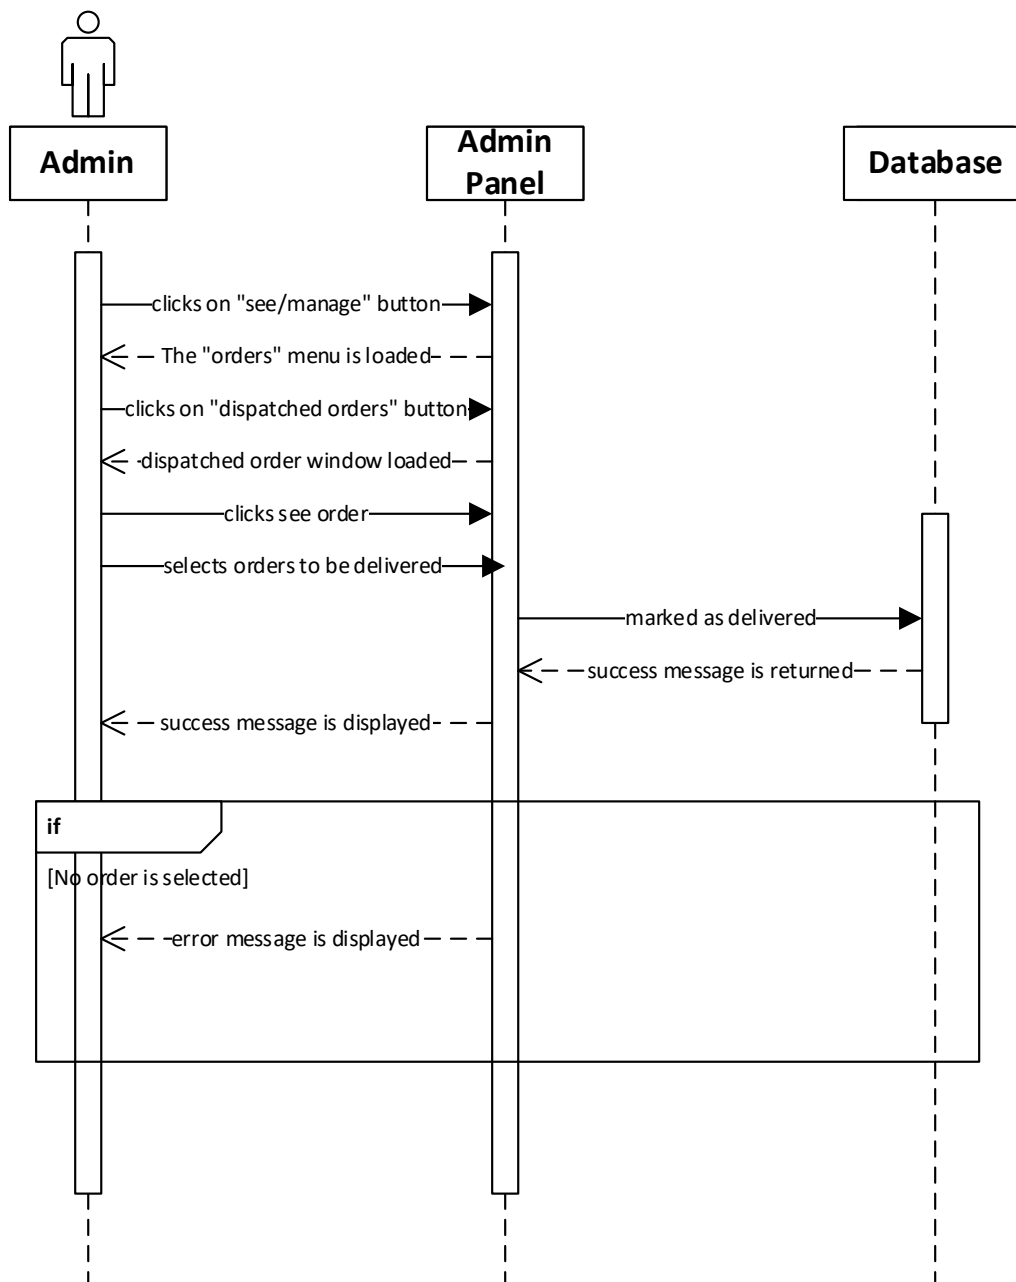 Admin
Admin
Panel
Database
clicks on "see/manage" button
The "orders" menu is loaded
clicks on "dispatched orders" button
dispatched order window loaded
clicks see order
selects orders to be delivered
marked as delivered
success message is returned
success message is displayed
if
[No order is selected]
error message is displayed